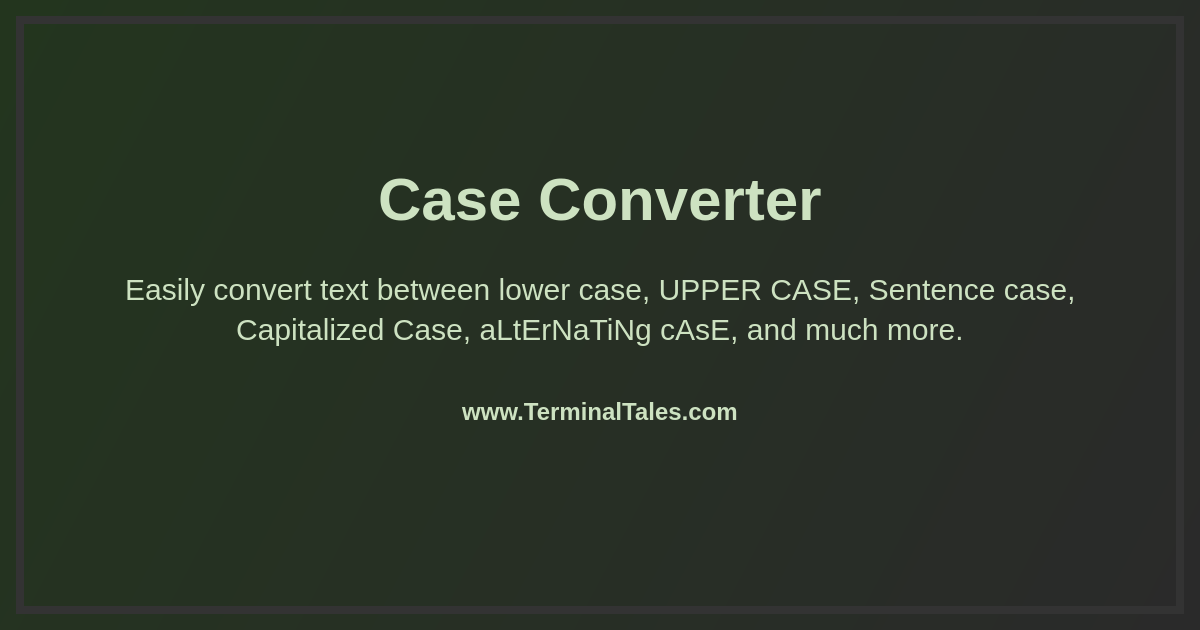 Case Converter
Easily convert text between lower case, UPPER CASE, Sentence case,
Capitalized Case, aLtErNaTiNg cAsE, and much more.
www.TerminalTales.com